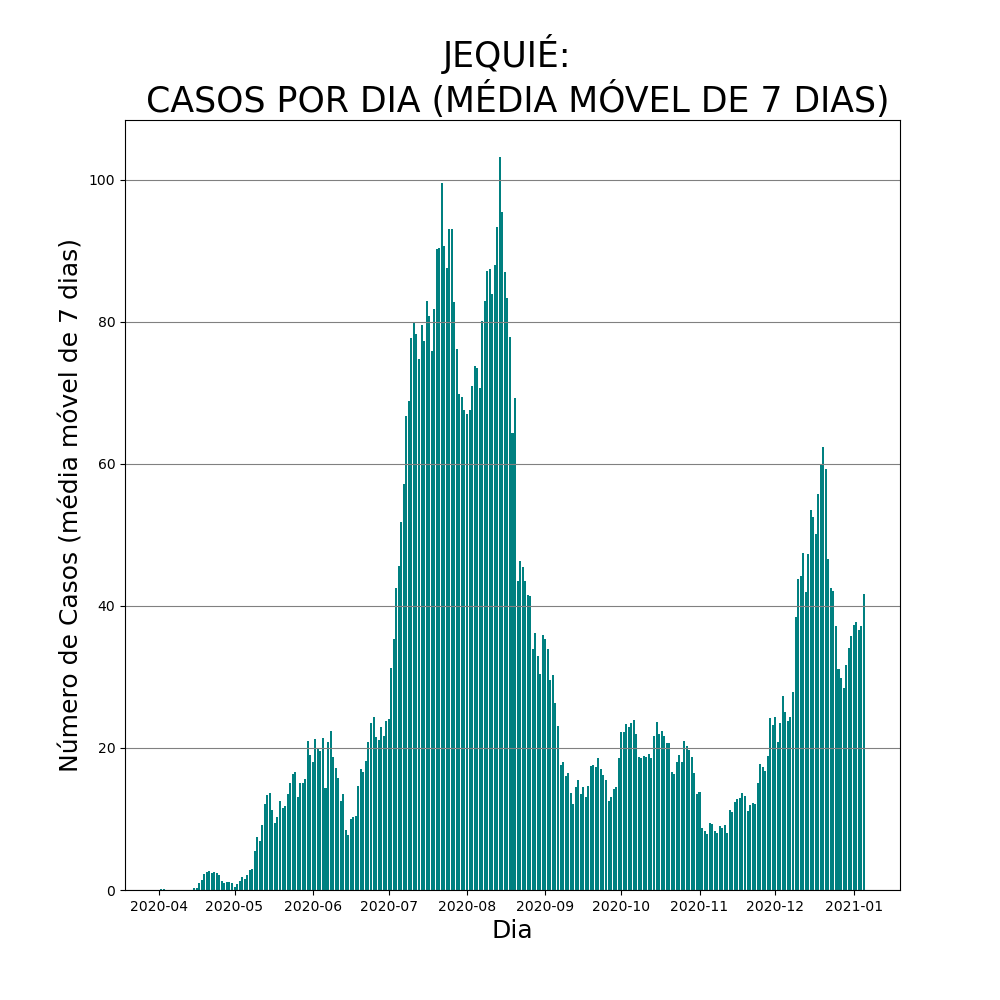 JEQUIÉ:
CASOS POR DIA (MÉDIA MÓVEL DE 7 DIAS)
Número de Casos (média móvel de 7 dias)
100
80
60
40
20
0
2020-04 2020-05 2020-06 2020-07 2020-08 2020-09 2020-10 2020-11 2020-12 2021-01
Dia